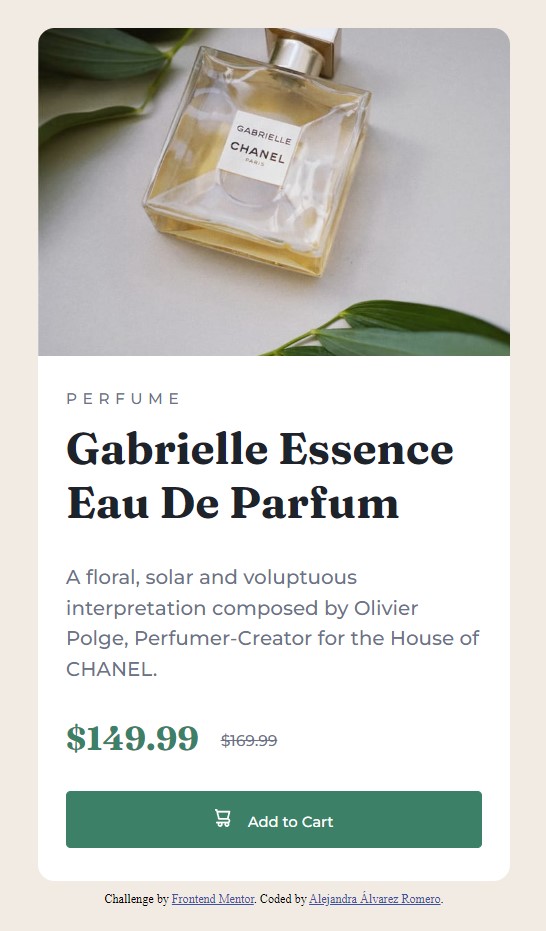 GABRIELLE
CHANEL
PARIS
PERFUME
Gabrielle Essence
Eau De Parfum
A floral, solar and voluptuous
interpretation composed by Olivier
Polge, Perfumer-Creator for the House of
CHANEL.
$149.99 $169.99
Add to Cart
Challenge by Frontend Mentor. Coded by Alejandra Álvarez Romero.